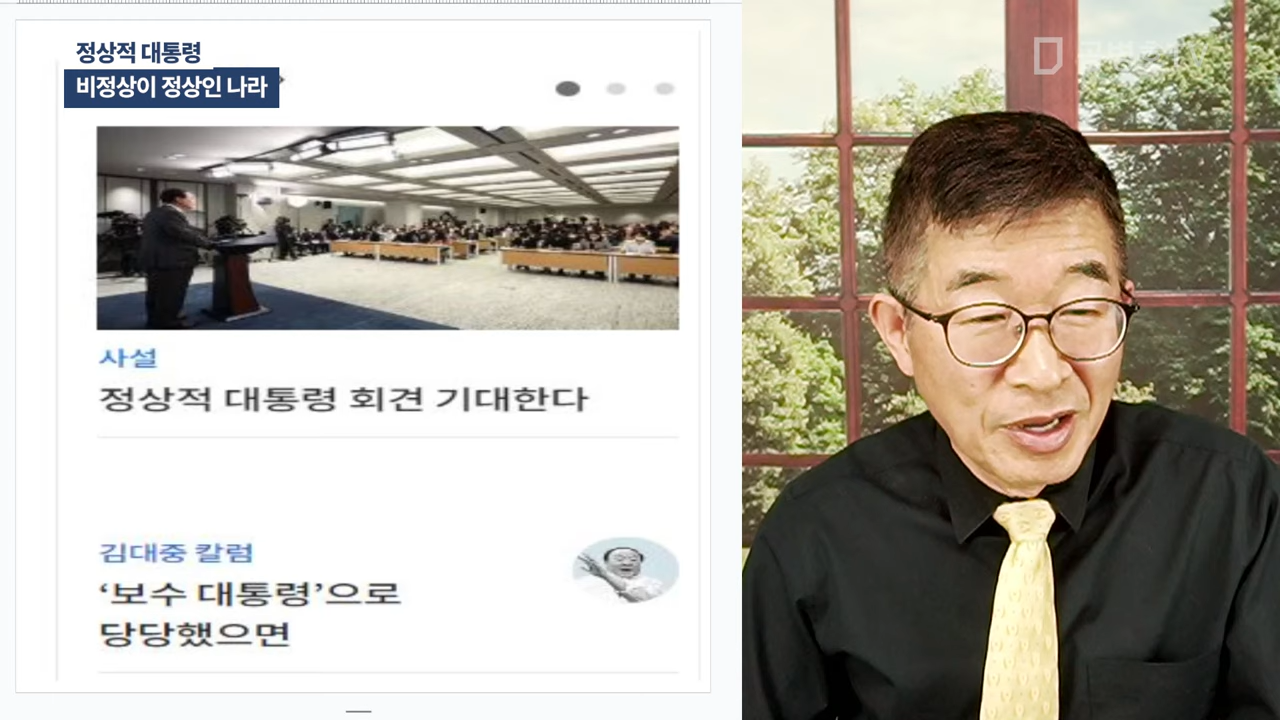 정상적 대통령
비정상이 정상인 나라
사설
정상적 대통령 회견 기대한다
김대중 칼럼
‘보수 대통령’으로
당당했으면